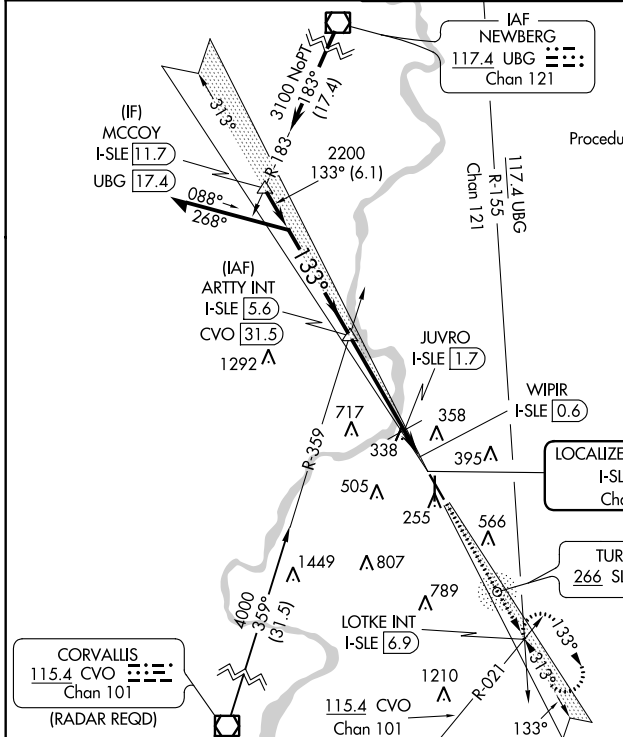 IAF
NEWBERG
117.4 UBG
Chan 121
3100 NoPT
183°
(17.4)
R-183
313°
(IF)
MCCOY
I-SLE 11.7
UBG 17.4
2200
133° (6.1)
Procedu
117.4 UBG
R-155
Chan 121
088°
268°
133°
(IAF)
ARTTY INT
I-SLE 5.6
CVO 31.5
1292
JUVRO
I-SLE 1.7
WIPIR
I-SLE 0.6
717
358
338
395
R-359
LOCALIZE
I-SL
Cha
505
255
566
1449
807
TUR
266 SL
789
4000
359°
(31.5)
LOTKE INT
I-SLE 6.9
133°
313°
CORVALLIS
115.4 CVO
Chan 101
(RADAR REQD)
1210
R-021
115.4 CVO
Chan 101
133°